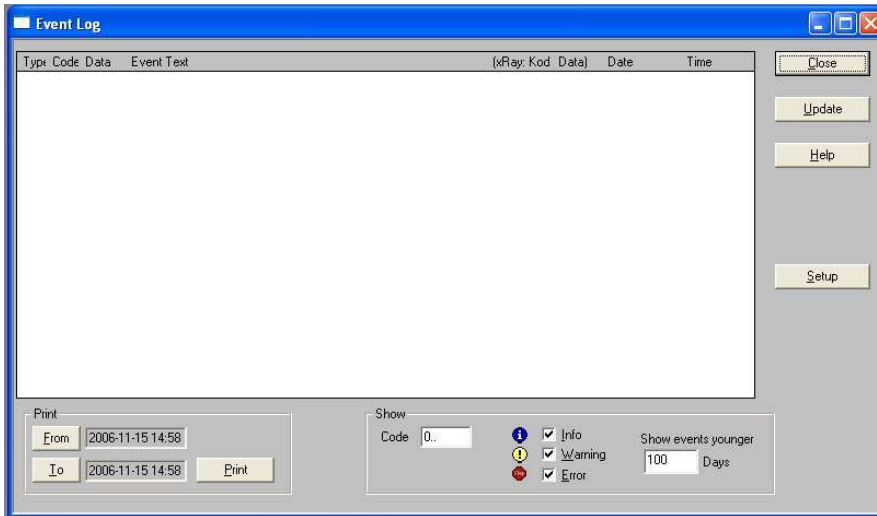 Event Log
Type Code Data Event Text (xRay: Kod Data) Date Time
Close
Update
Help
Setup
Print
From 2006-11-15 14:58
To 2006-11-15 14:58 Print
Show
Code 0..
Info
Warning
Error
Show events younger
100 Days